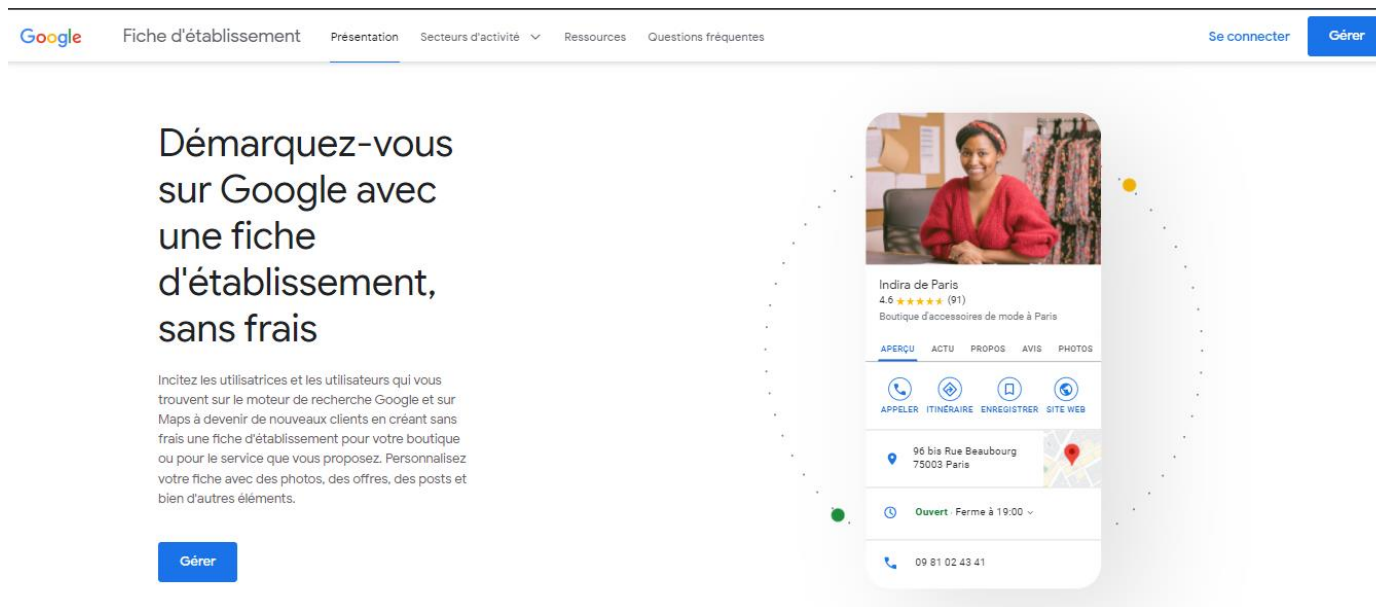 Google Fiche d'établissement Présentation Secteurs d'activité Ressources Questions fréquentes Se connecter Gérer
Démarquez-vous
sur Google avec
une fiche
d'établissement,
sans frais
Incitez les utilisatrices et les utilisateurs qui vous
trouvent sur le moteur de recherche Google et sur
Maps à devenir de nouveaux clients en créant sans
frais une fiche d'établissement pour votre boutique
ou pour le service que vous proposez. Personnalisez
votre fiche avec des photos, des offres, des posts et
bien d'autres éléments.
Gérer
Indira de Paris
4.6 ★★★★★ (91)
Boutique d'accessoires de mode à Paris
APERÇU ACTU PROPOS AVIS PHOTOS
APPELER ITINÉRAIRE ENREGISTRER SITE WEB
96 bis Rue Beaubourg
75003 Paris
Ouvert · Ferme à 19:00
09 81 02 43 41